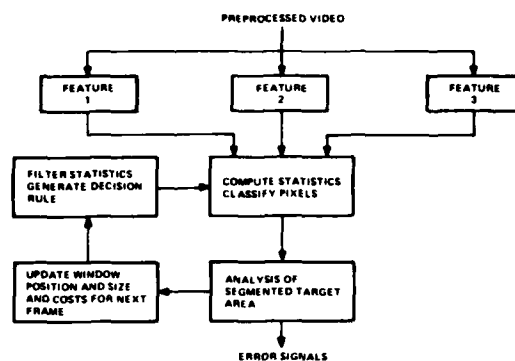 PREPROCESSED VIDEO
FEATURE
1
FEATURE
2
FEATURE
3
FILTER STATISTICS
GENERATE DECISION
RULE
COMPUTE STATISTICS
CLASSIFY PIXELS
UPDATE WINDOW
POSITION AND SIZE
AND COSTS FOR NEXT
FRAME
ANALYSIS OF
SEGMENTED TARGET
AREA
ERROR SIGNALS